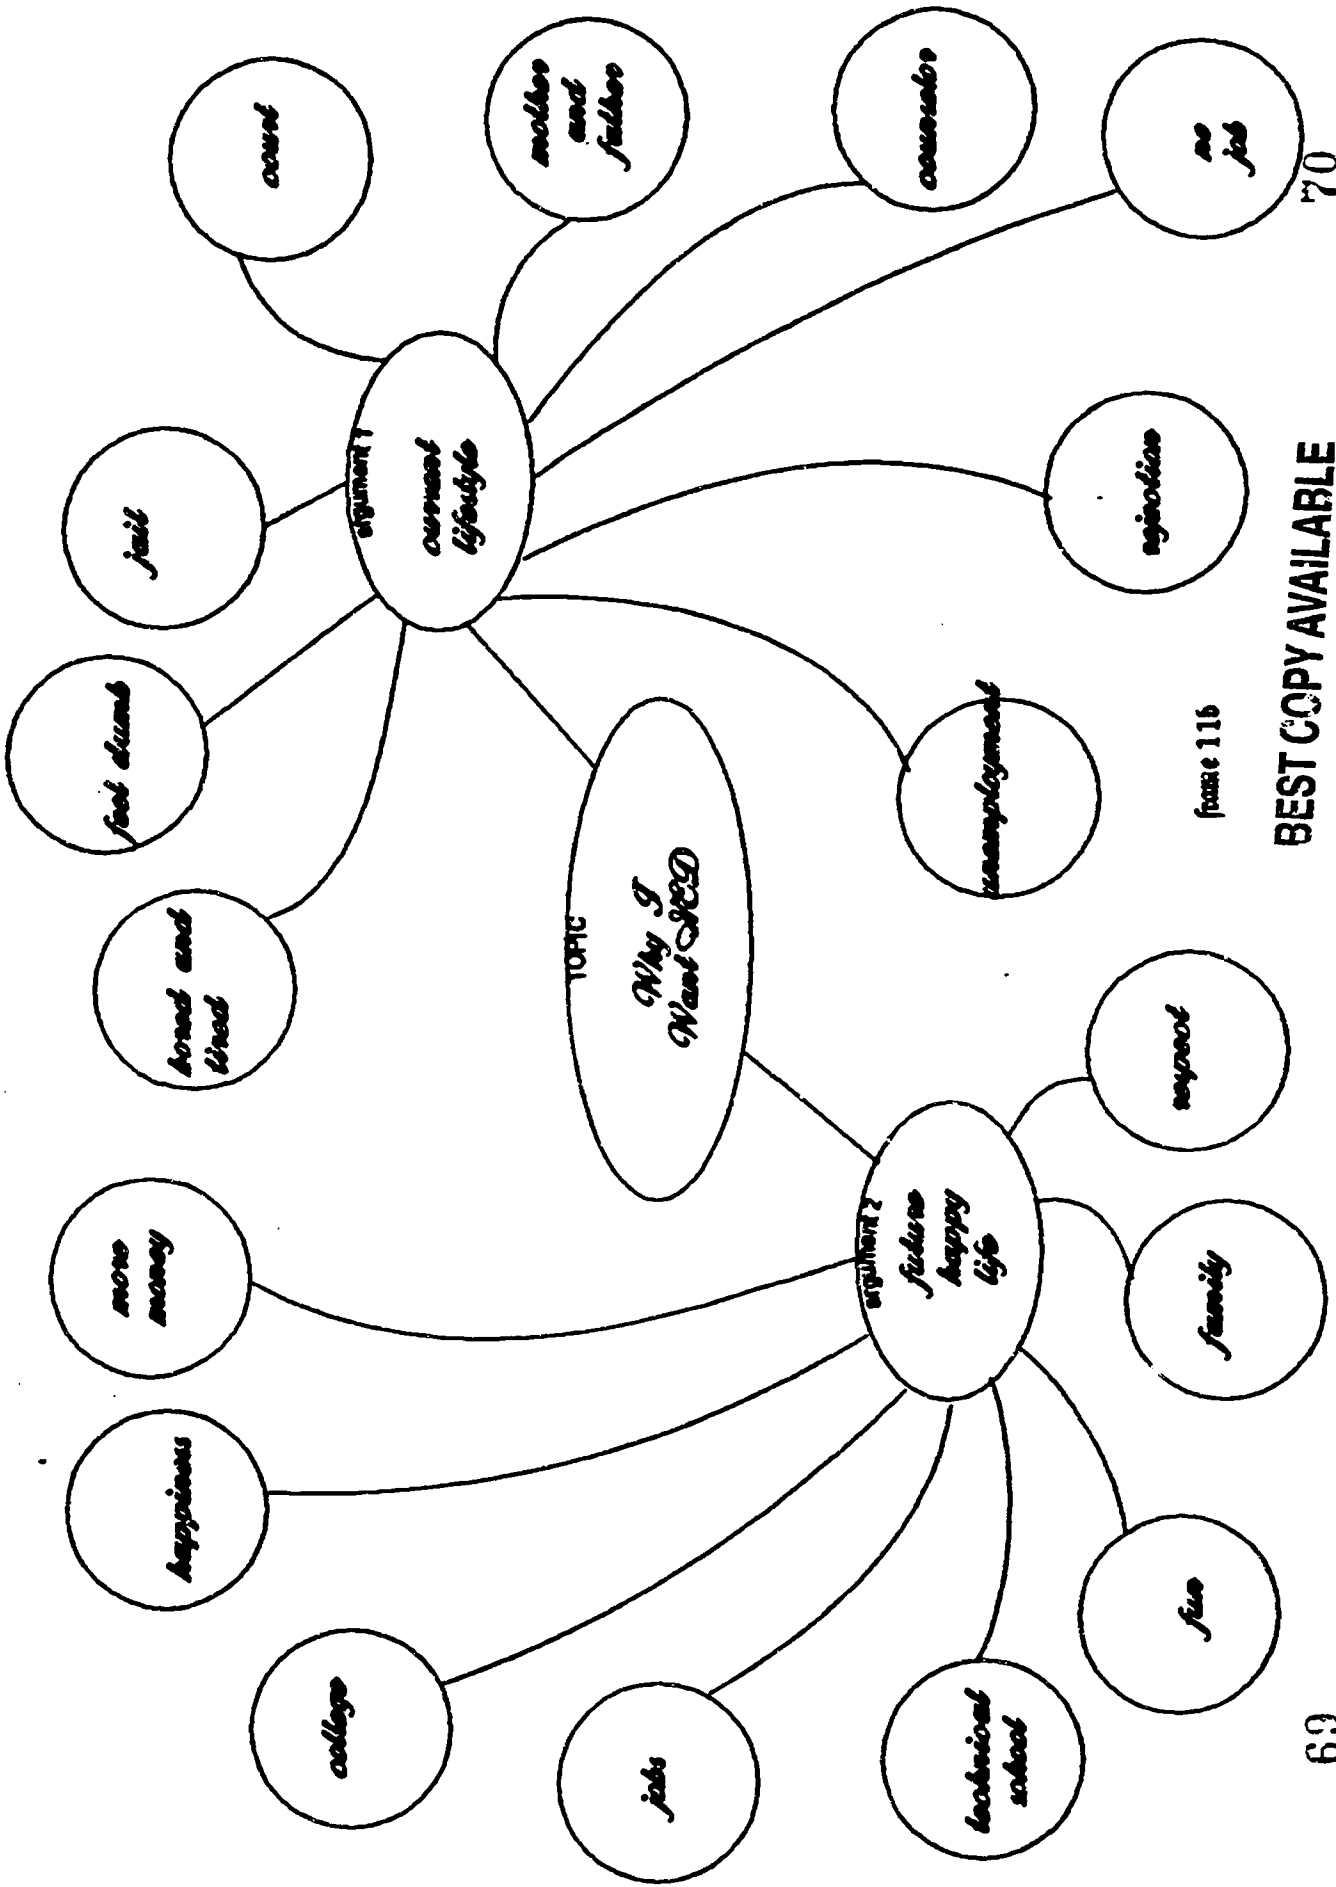 feel dumb
more
money
jail
happiness
bored and
tired
court
college
argument 1
current
lifestyle
mother
and
father
TOPIC
Why I
Want GED
jobs
argument 2
future
happy
life
counselor
technical
school
unemployment
rejection
respect
fun
no
job
family
frame 11b
BEST COPY AVAILABLE
69
70